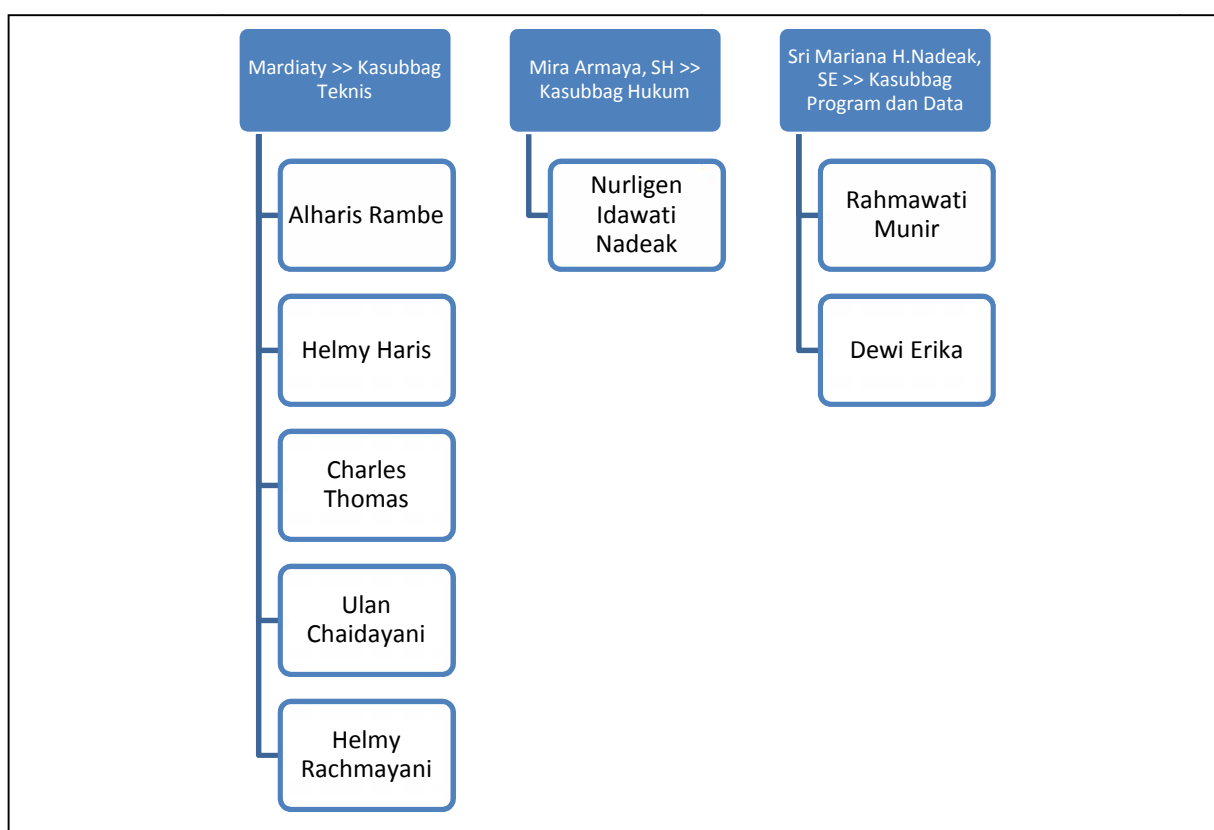 Mardiaty >> Kasubbag
Teknis
Alharis Rambe
Helmy Haris
Charles
Thomas
Ulan
Chaidayani
Helmy
Rachmayani
Mira Armaya, SH >>
Kasubbag Hukum
Nurligen
Idawati
Nadeak
Sri Mariana H.Nadeak,
SE >> Kasubbag
Program dan Data
Rahmawati
Munir
Dewi Erika